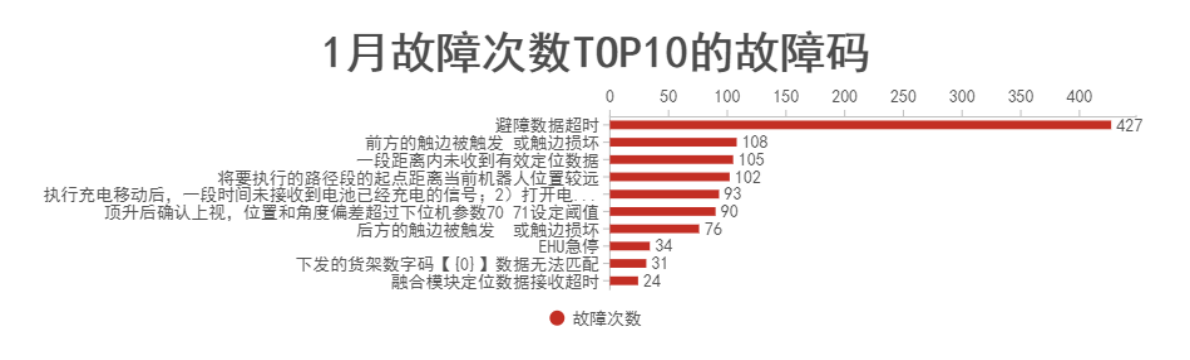 1月故障次数TOP10的故障码
0 50 100 150 200 250 300 350 400
避障数据超时 427
前方的触边被触发 或触边损坏 108
一段距离内未收到有效定位数据 105
将要执行的路径段的起点距离当前机器人位置较远 102
执行充电移动后，一段时间未接收到电池已经充电的信号；2）打开电... 93
顶升后确认上视，位置和角度偏差超过下位机参数70 71设定阈值 90
后方的触边被触发 或触边损坏 76
EHU急停 34
下发的货架数字码【{0}】数据无法匹配 31
融合模块定位数据接收超时 24
故障次数